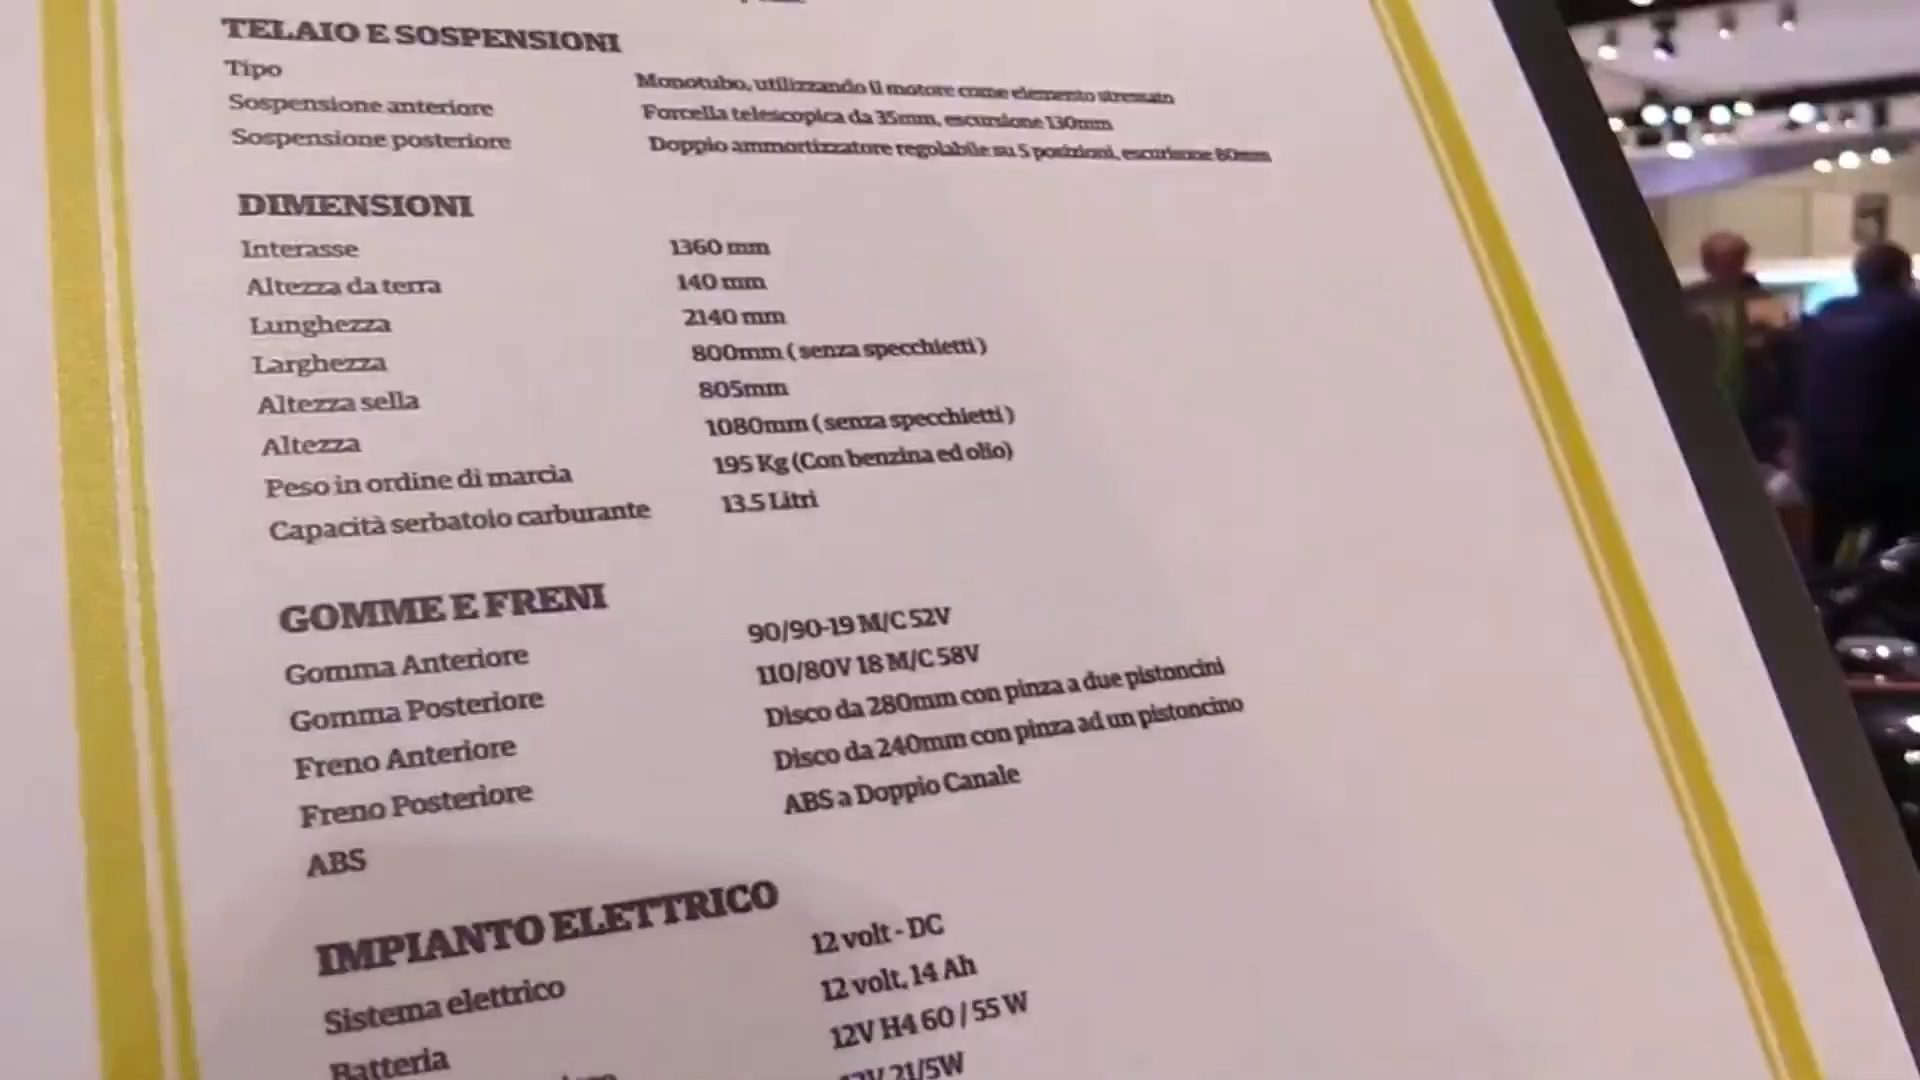 TELAIO E SOSPENSIONI
Tipo Monotubo, utilizzando il motore come elemento stressato
Sospensione anteriore Forcella telescopica da 35mm, escursione 130mm
Sospensione posteriore Doppio ammortizzatore regolabile su 5 posizioni, escursione 80mm
DIMENSIONI
Interasse 1360 mm
Altezza da terra 140 mm
Lunghezza 2140 mm
Larghezza 800mm ( senza specchietti )
Altezza sella 805mm
Altezza 1080mm ( senza specchietti )
Peso in ordine di marcia 195 Kg (Con benzina ed olio)
Capacità serbatoio carburante 13.5 Litri
GOMME E FRENI
Gomma Anteriore 90/90-19 M/C 52V
Gomma Posteriore 110/80V 18 M/C 58V
Freno Anteriore Disco da 280mm con pinza a due pistoncini
Freno Posteriore Disco da 240mm con pinza ad un pistoncino
ABS ABS a Doppio Canale
IMPIANTO ELETTRICO
Sistema elettrico 12 volt - DC
Batteria 12 volt, 14 Ah
12V H4 60 / 55 W
12V 21/5W